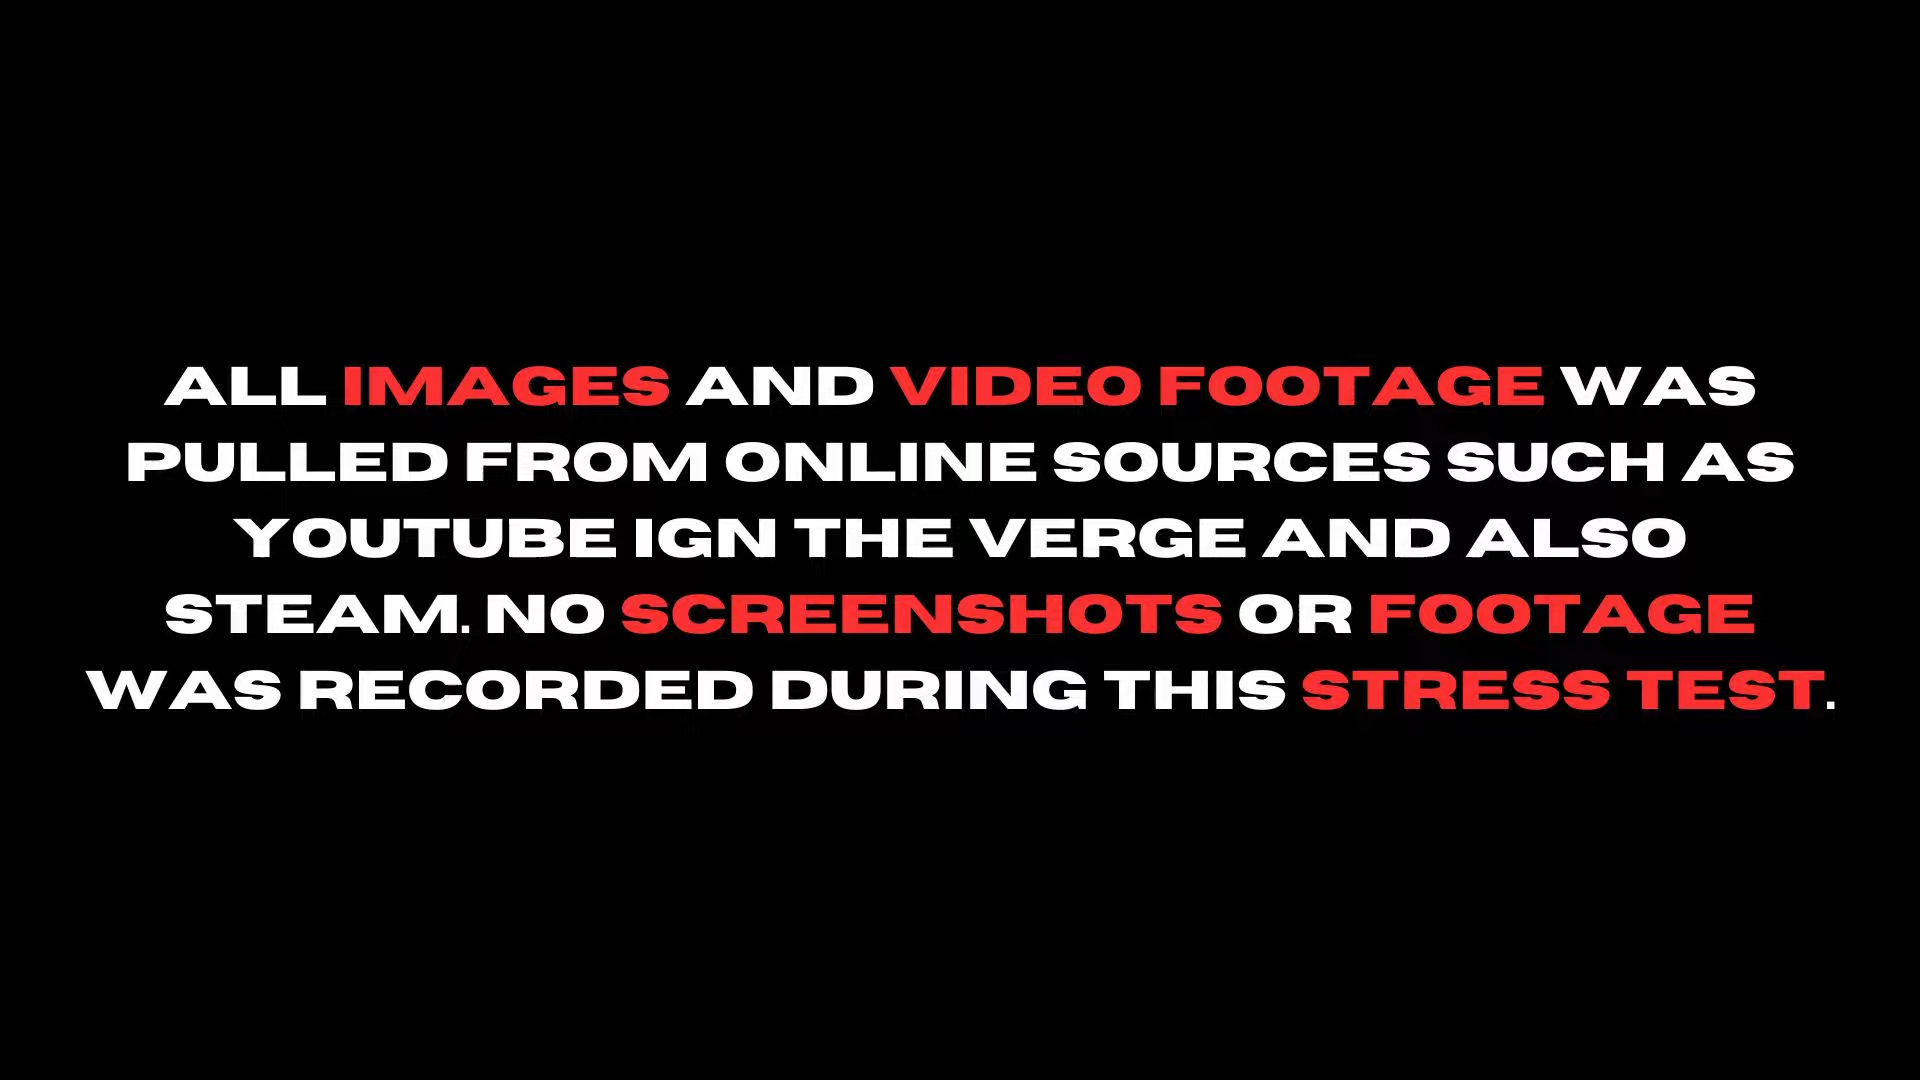 ALL IMAGES AND VIDEO FOOTAGE WAS
PULLED FROM ONLINE SOURCES SUCH AS
YOUTUBE IGN THE VERGE AND ALSO
STEAM. NO SCREENSHOTS OR FOOTAGE
WAS RECORDED DURING THIS STRESS TEST.